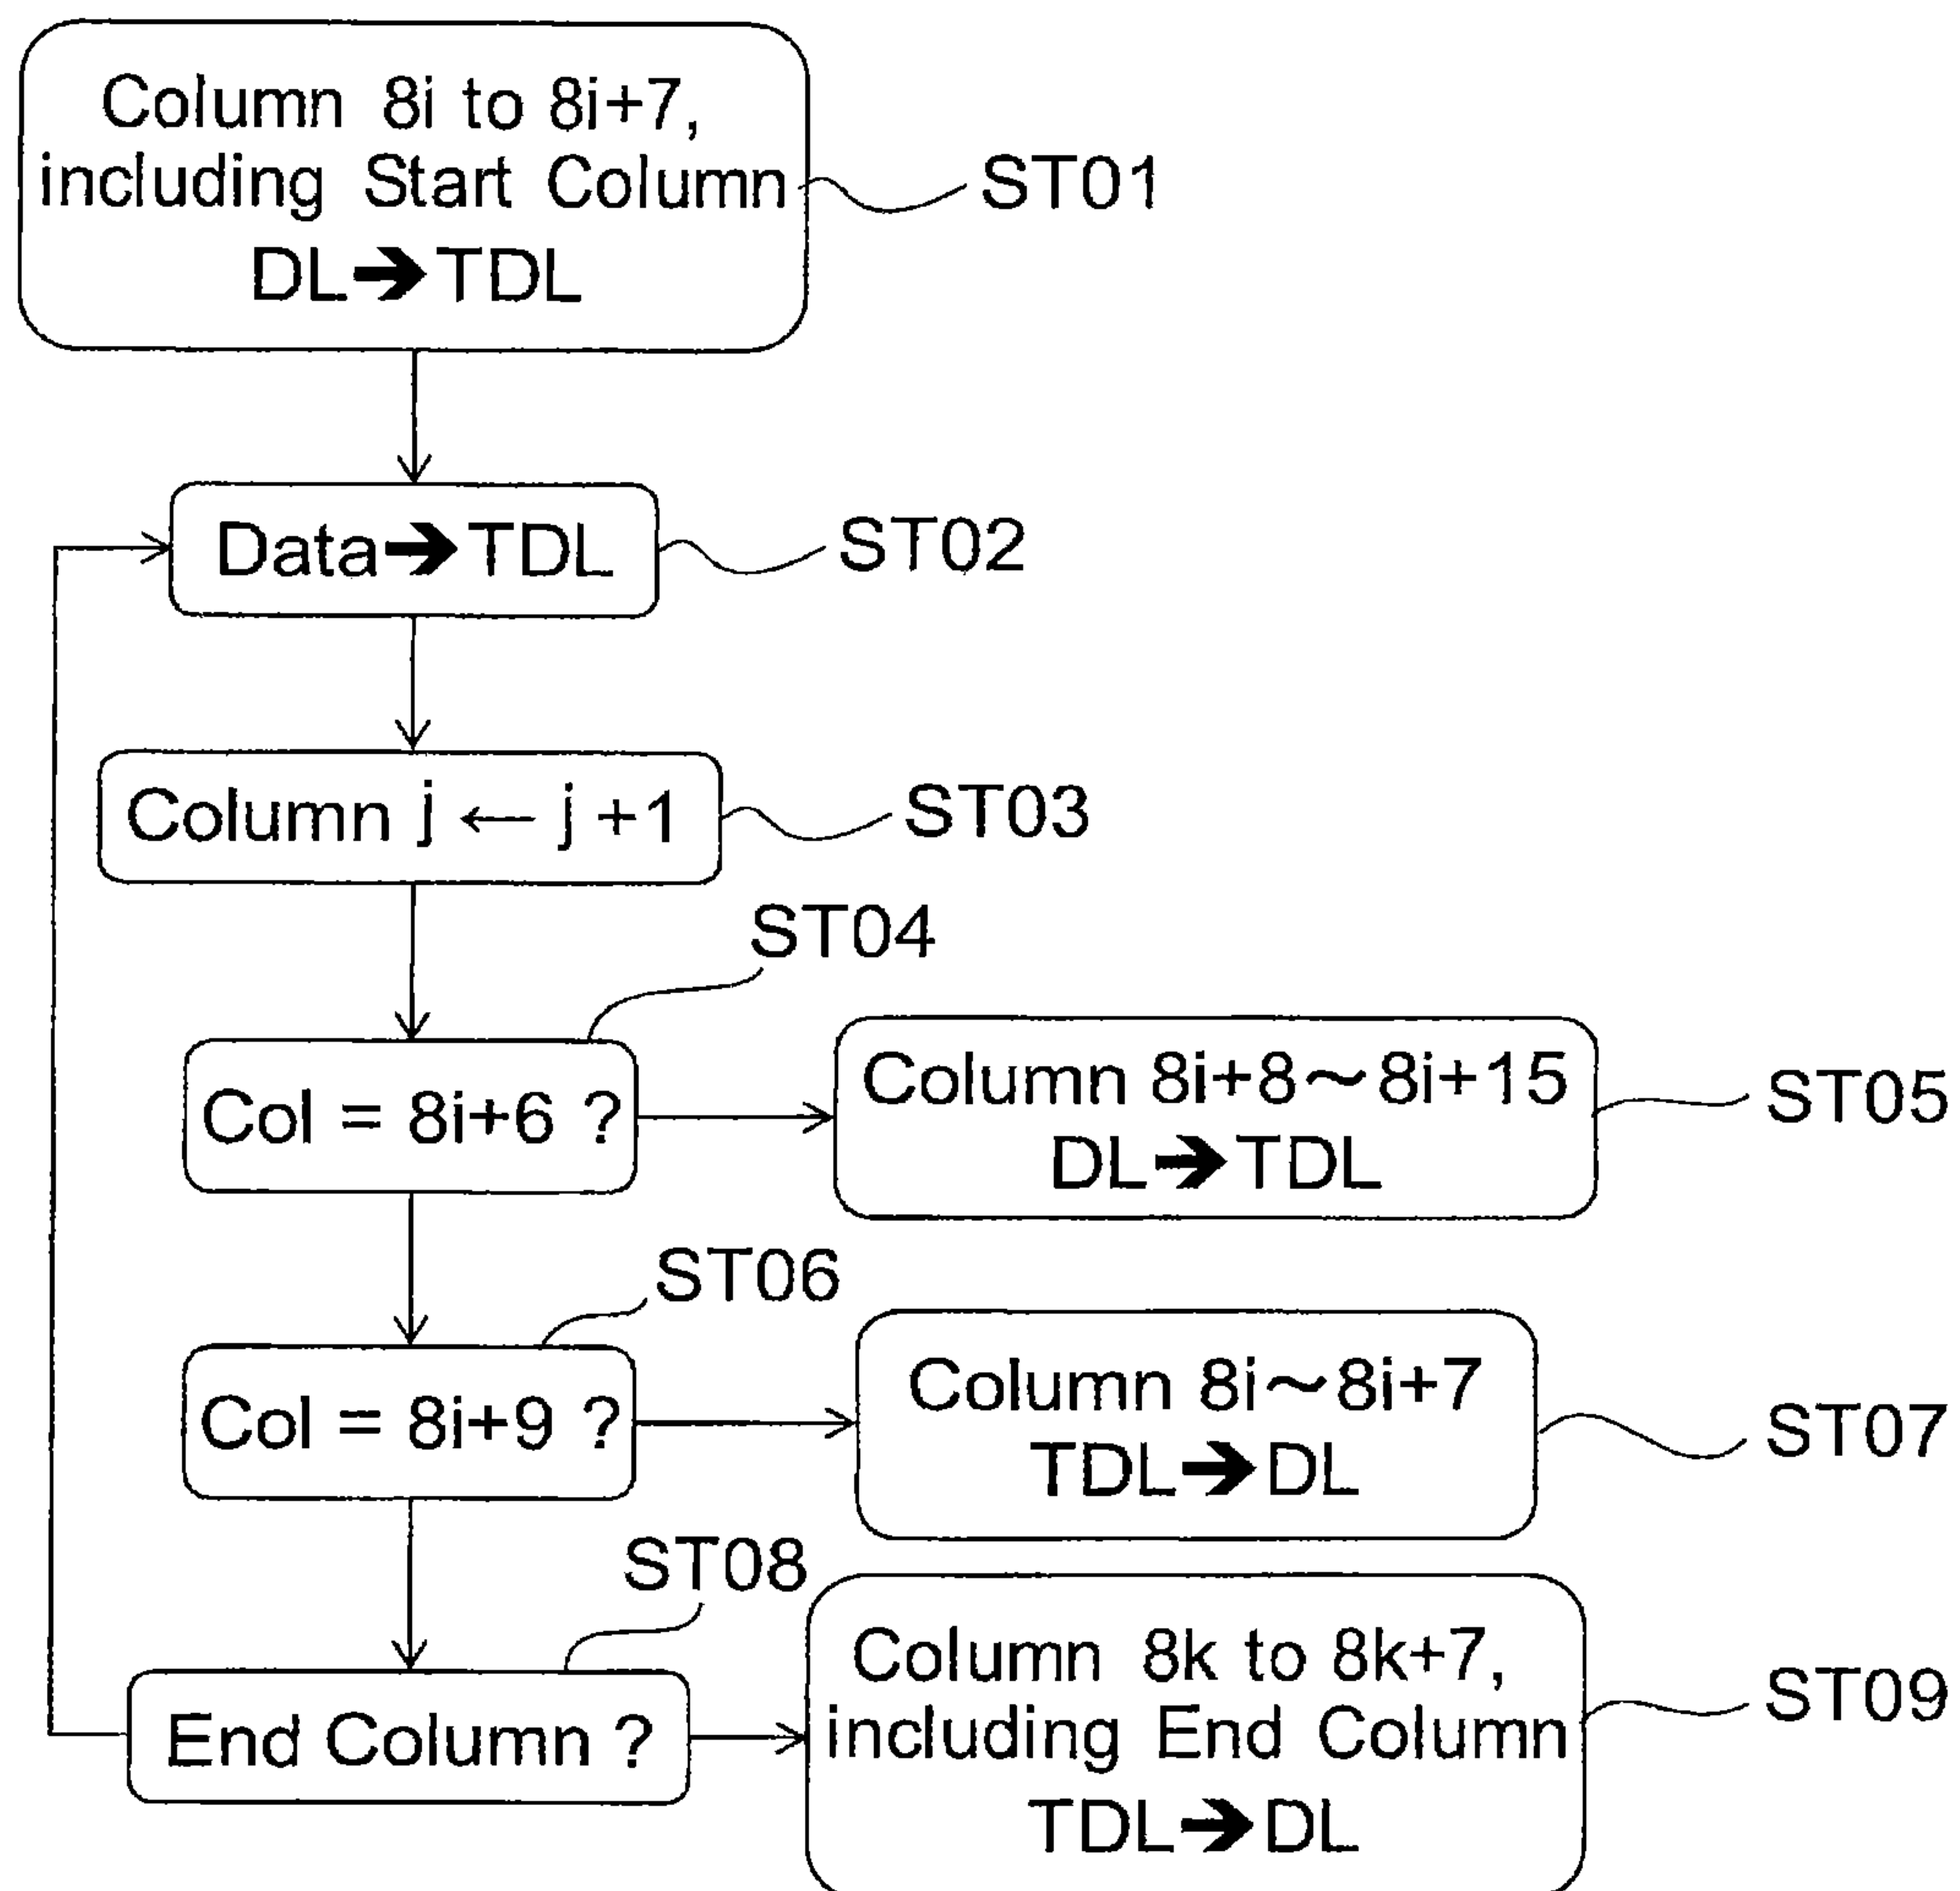 Column 8i to 8i+7,
including Start Column
DL➔TDL
ST01
Data➔TDL
ST02
Column j ← j +1
ST03
ST04
Col = 8i+6 ?
Column 8i+8～8i+15
DL➔TDL
ST05
ST06
Col = 8i+9 ?
Column 8i～8i+7
TDL➔DL
ST07
ST08
End Column ?
Column 8k to 8k+7,
including End Column
TDL➔DL
ST09